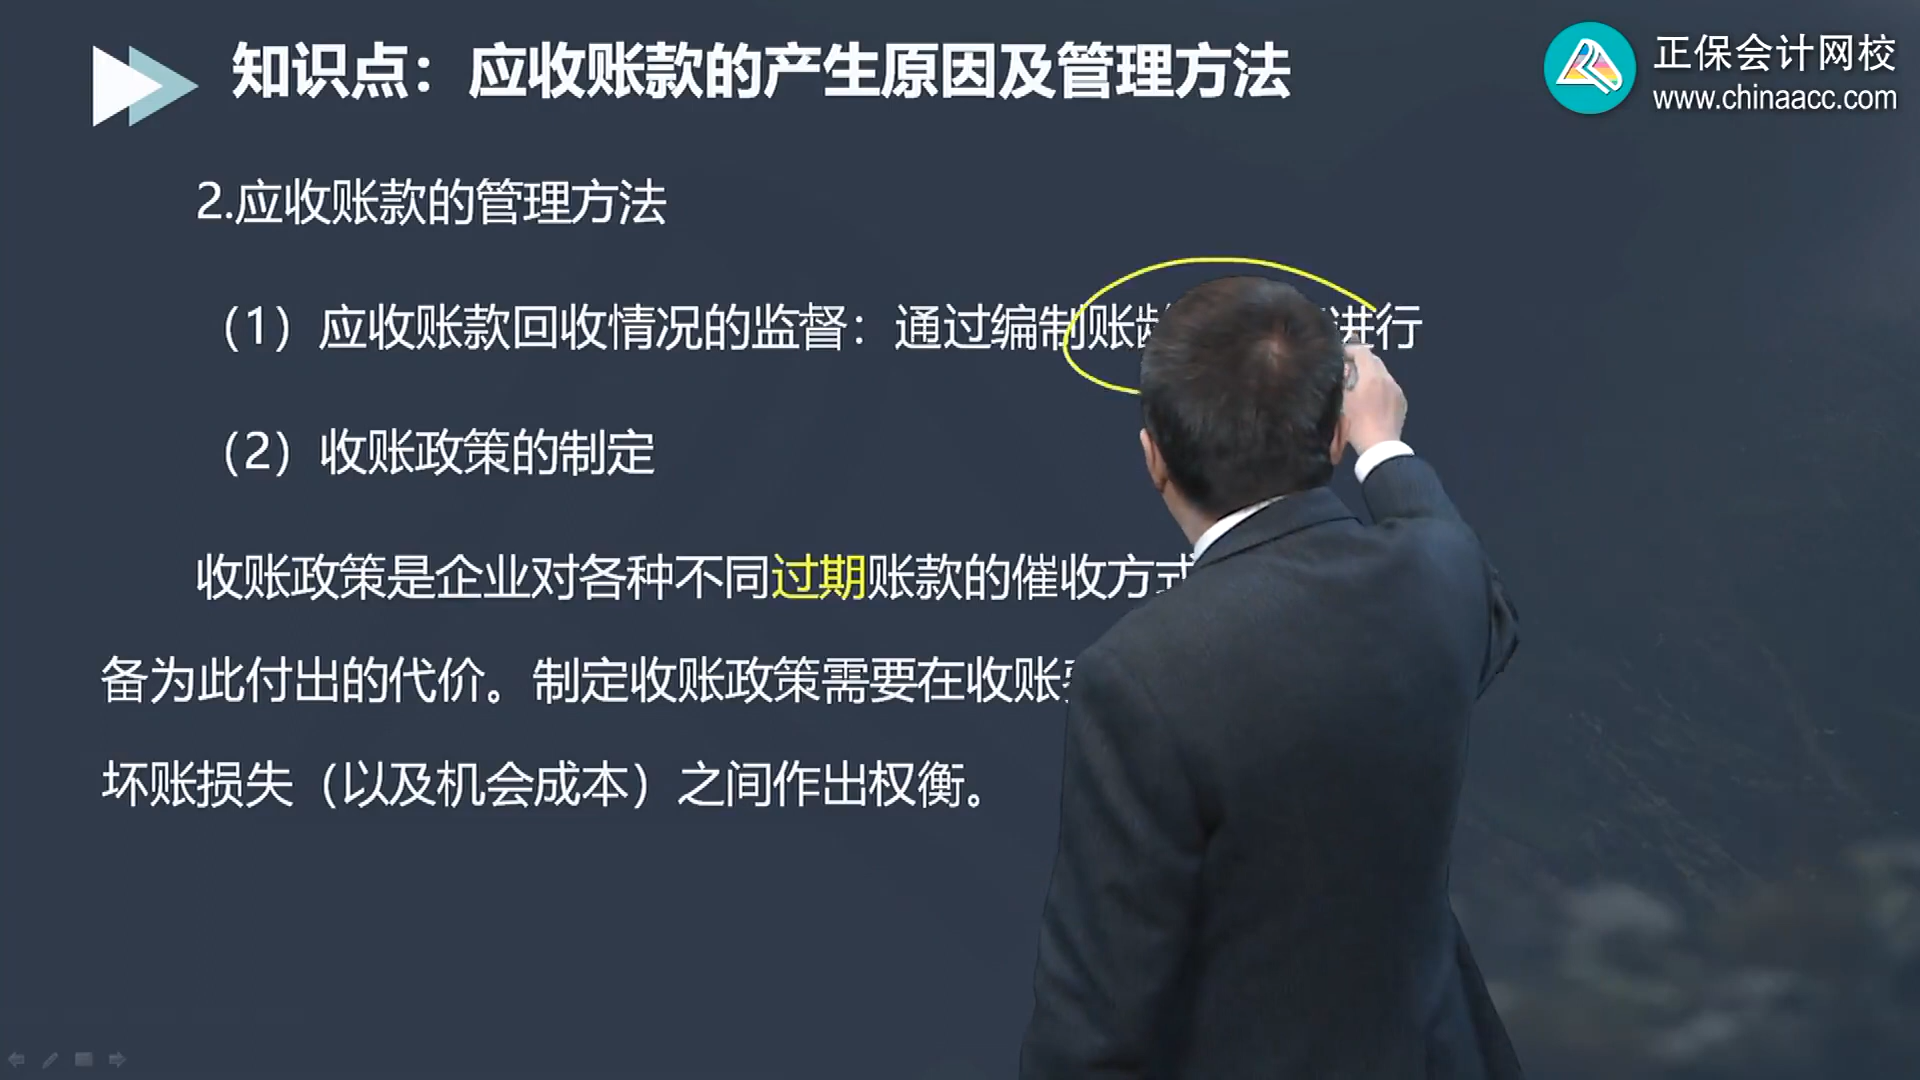 知识点：应收账款的产生原因及管理方法
正保会计网校
www.chinaacc.com
2.应收账款的管理方法
（1）应收账款回收情况的监督：通过编制账 进行
（2）收账政策的制定
收账政策是企业对各种不同过期账款的催收方式
备为此付出的代价。制定收账政策需要在收账
坏账损失（以及机会成本）之间作出权衡。